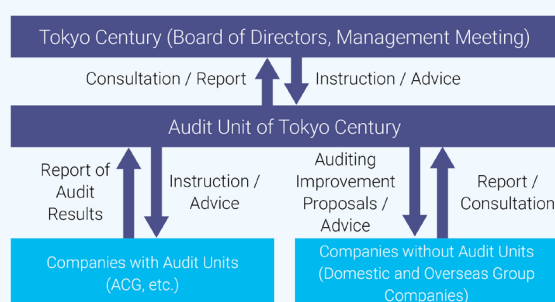 Tokyo Century (Board of Directors, Management Meeting)
Consultation / Report
Instruction / Advice
Audit Unit of Tokyo Century
Report of
Audit
Results
Instruction /
Advice
Auditing
Improvement
Proposals /
Advice
Report /
Consultation
Companies with Audit Units
(ACG, etc.)
Companies without Audit Units
(Domestic and Overseas Group
Companies)